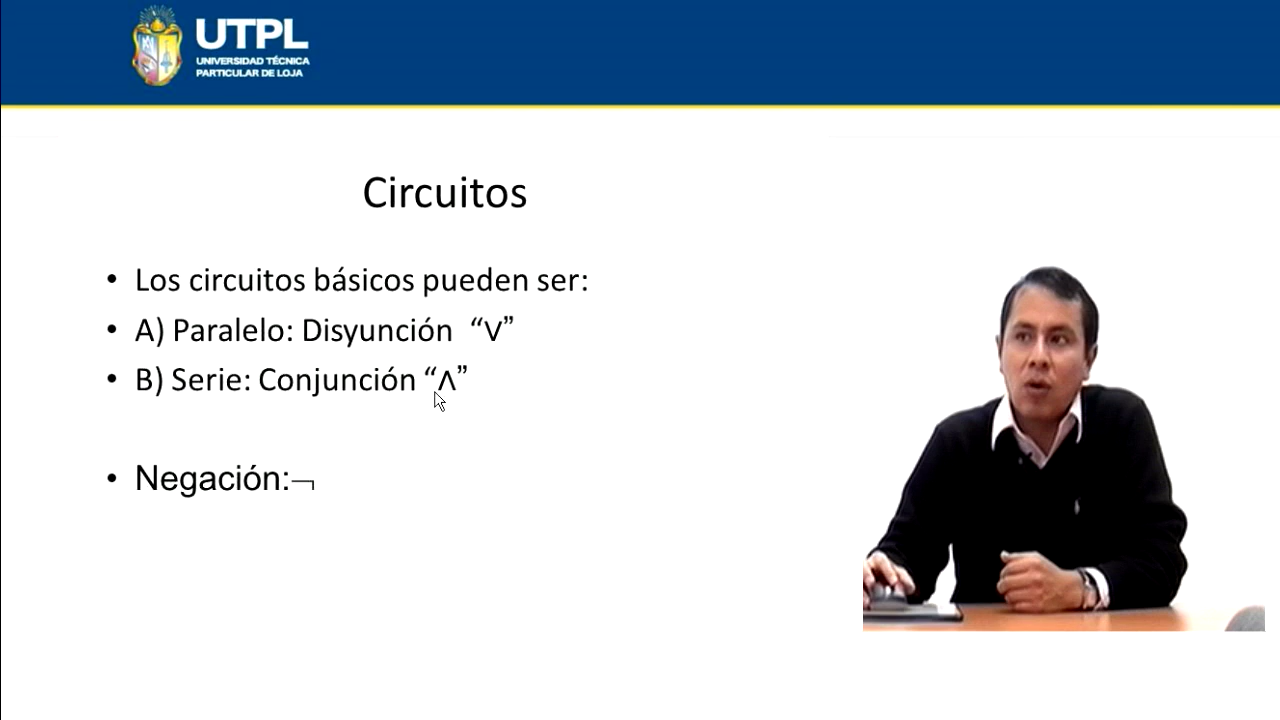 UTPL
UNIVERSIDAD TÉCNICA
PARTICULAR DE LOJA
Circuitos
• Los circuitos básicos pueden ser:
• A) Paralelo: Disyunción “V”
• B) Serie: Conjunción “Λ”
• Negación:¬